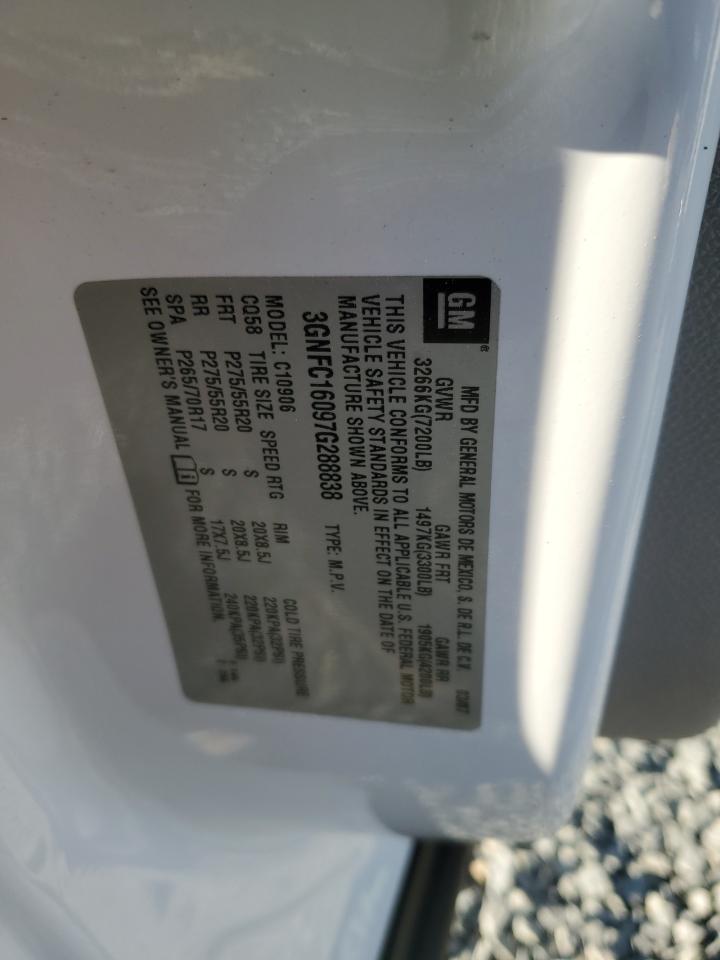 GM®
MFD BY GENERAL MOTORS DE MEXICO, S. DE R.L. DE C.V. 03/07
GVWR GAWR FRT GAWR RR
3266KG(7200LB) 1497KG(3300LB) 1905KG(4200LB)
THIS VEHICLE CONFORMS TO ALL APPLICABLE U.S. FEDERAL MOTOR
VEHICLE SAFETY STANDARDS IN EFFECT ON THE DATE OF
MANUFACTURE SHOWN ABOVE.
3GNFC16097G288838 TYPE: M.P.V.
MODEL: C10906
CQ58 TIRE SIZE SPEED RTG RIM COLD TIRE PRESSURE
FRT P275/55R20 S 20X8.5J 220KPA(32PSI)
RR P275/55R20 S 20X8.5J 220KPA(32PSI)
SPA P265/70R17 17X7.5J 240KPA(35PSI)
SEE OWNER'S MANUAL FOR MORE INFORMATION.